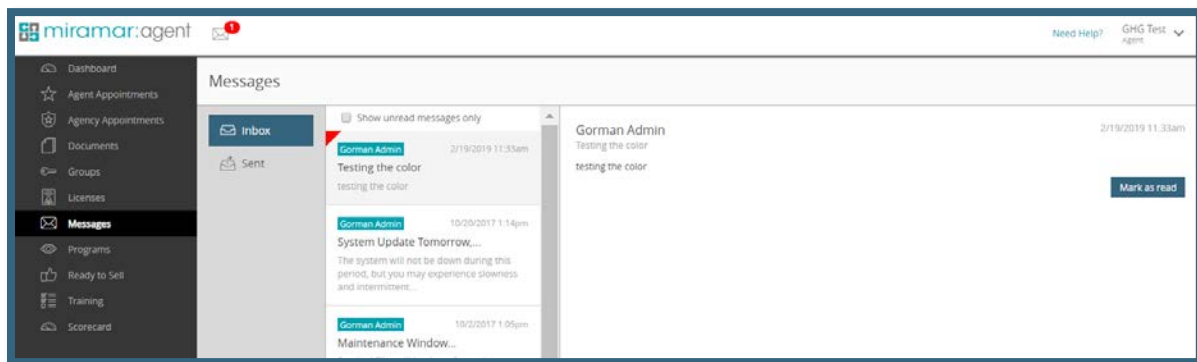 miramar:agent
1
Need Help?
GHG Test
Agent
Dashboard
Agent Appointments
Agency Appointments
Documents
Groups
Licenses
Messages
Programs
Ready to Sell
Training
Scorecard
Messages
Inbox
Sent
Show unread messages only
Gorman Admin 2/19/2019 11:33am
Testing the color
testing the color
Gorman Admin 10/20/2017 1:14pm
System Update Tomorrow,...
The system will not be down during this
period, but you may experience slowness
and intermittent...
Gorman Admin 10/2/2017 1:05pm
Maintenance Window...
Gorman Admin 2/19/2019 11:33am
Testing the color
testing the color
Mark as read